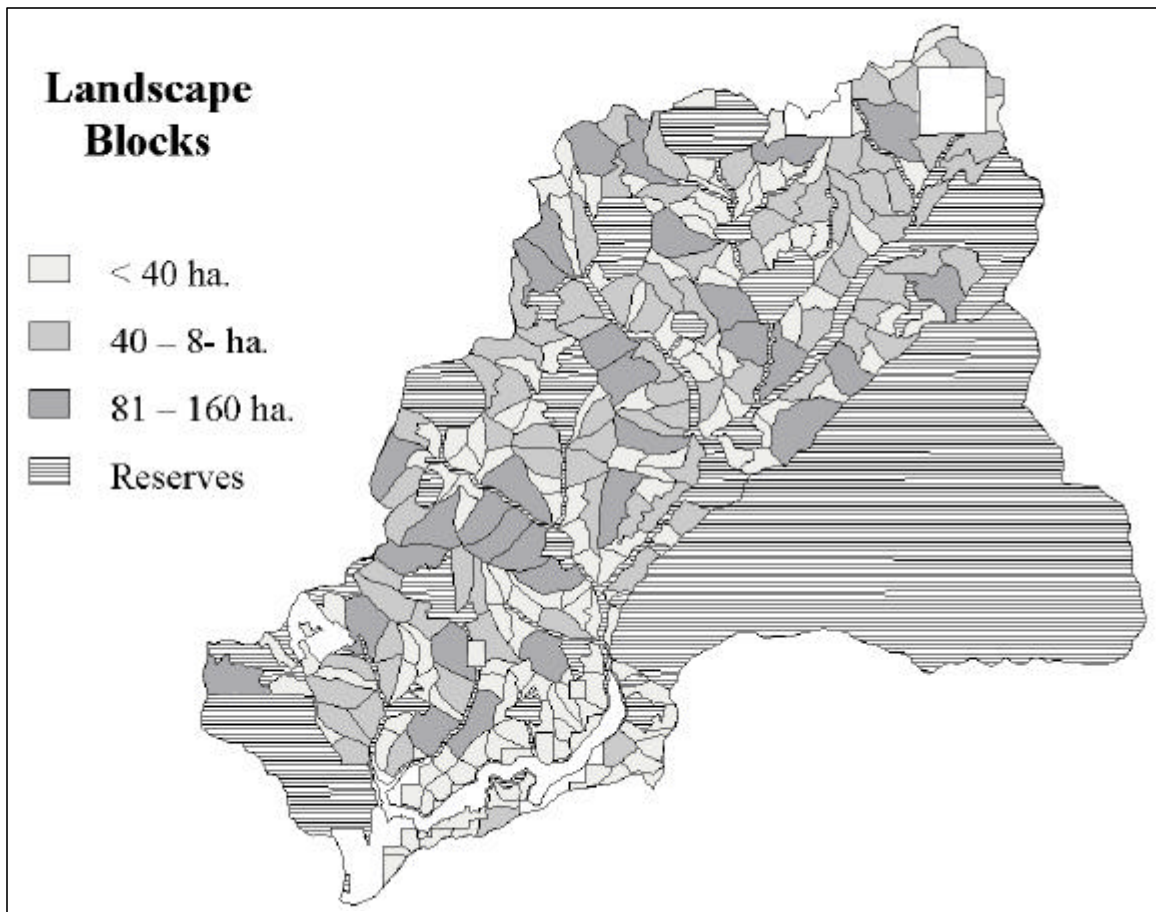 Landscape
Blocks
< 40 ha.
40 – 8- ha.
81 – 160 ha.
Reserves